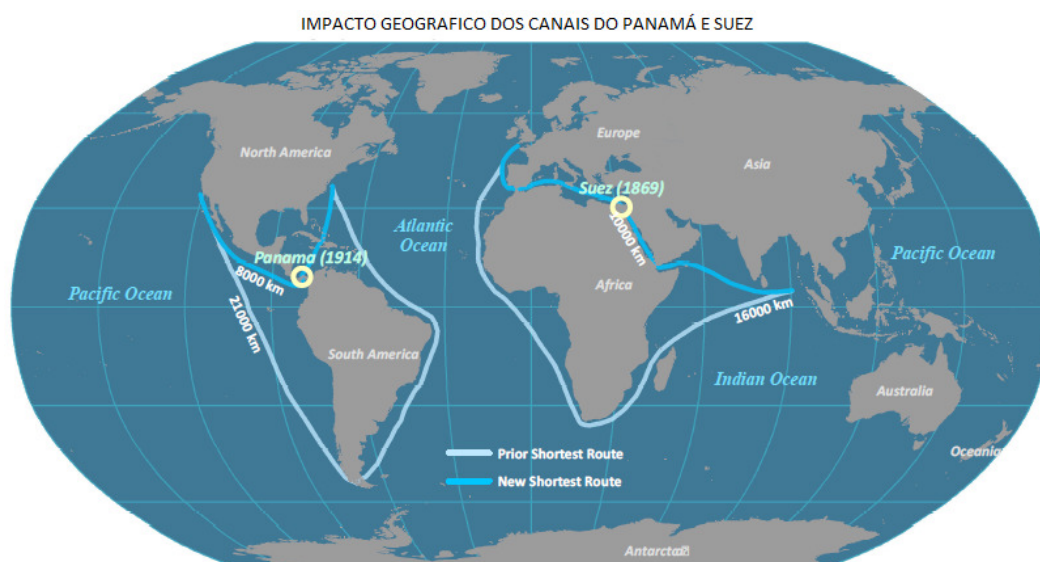 IMPACTO GEOGRAFICO DOS CANAIS DO PANAMÁ E SUEZ
North America
Europe
Asia
Suez (1869)
10000 km
Atlantic
Ocean
Pacific Ocean
Panama (1914)
8000 km
Pacific Ocean
Africa
21000 km
16000 km
South America
Indian Ocean
Australia
Prior Shortest Route
Oceania
New Shortest Route